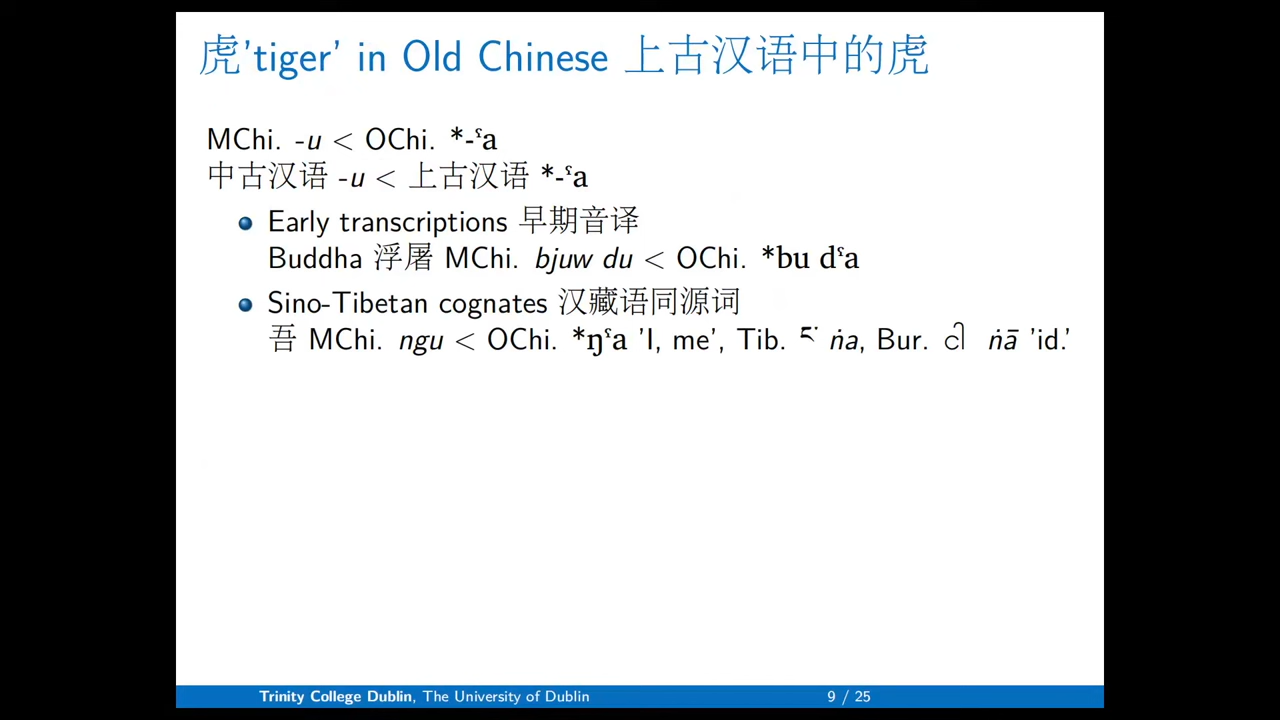 虎'tiger' in Old Chinese 上古汉语中的虎
MChi. -u < OChi. *-ˤa
中古汉语 -u < 上古汉语 *-ˤa
Early transcriptions 早期音译
Buddha 浮屠 MChi. bjuw du < OChi. *bu dˤa
Sino-Tibetan cognates 汉藏语同源词
吾 MChi. ngu < OChi. *ŋˤa 'I, me', Tib. ང་ ṅa, Bur. ငါ ṅā 'id.'
Trinity College Dublin, The University of Dublin
9 / 25